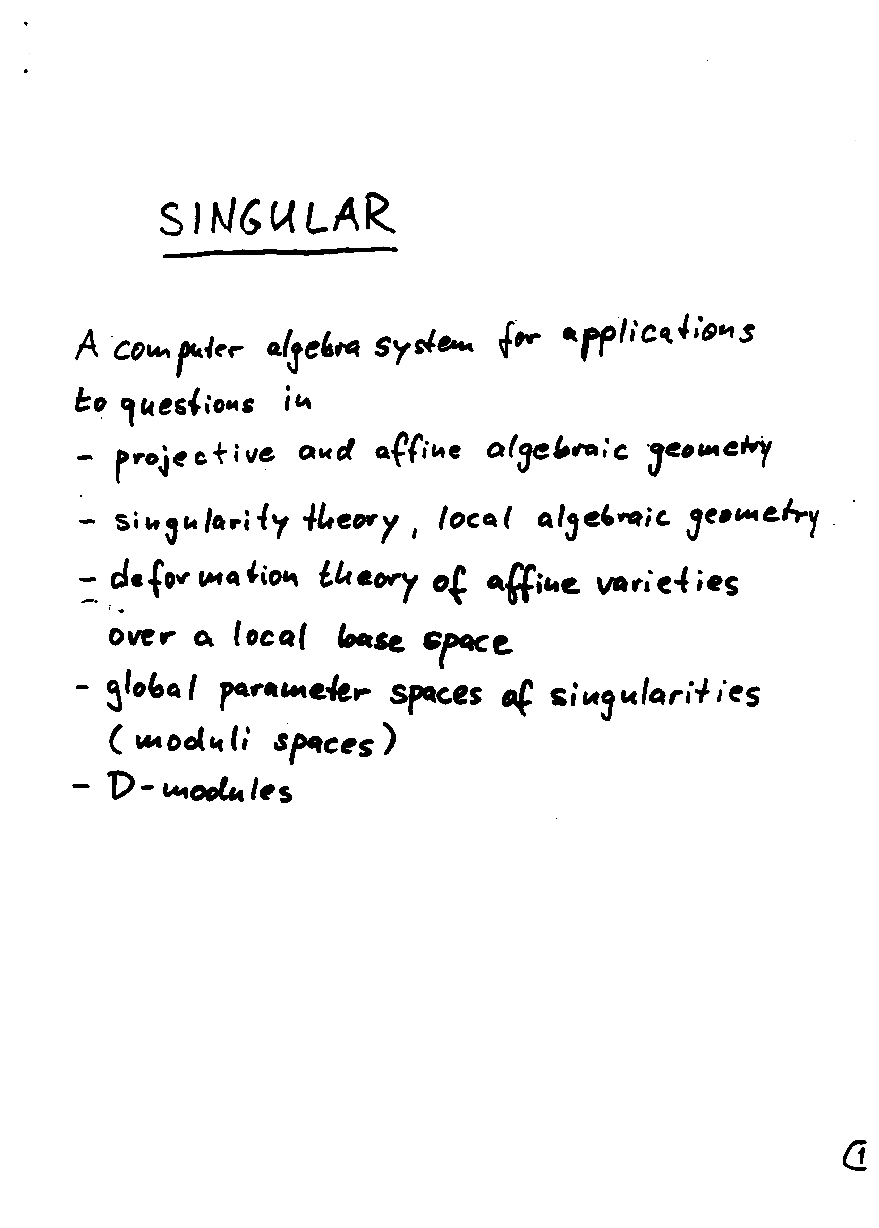 SINGULAR
A computer algebra system for applications
to questions in
- projective and affine algebraic geometry
- singularity theory, local algebraic geometry
- deformation theory of affine varieties
over a local base space
- global parameter spaces of singularities
(moduli spaces)
- D-modules
1